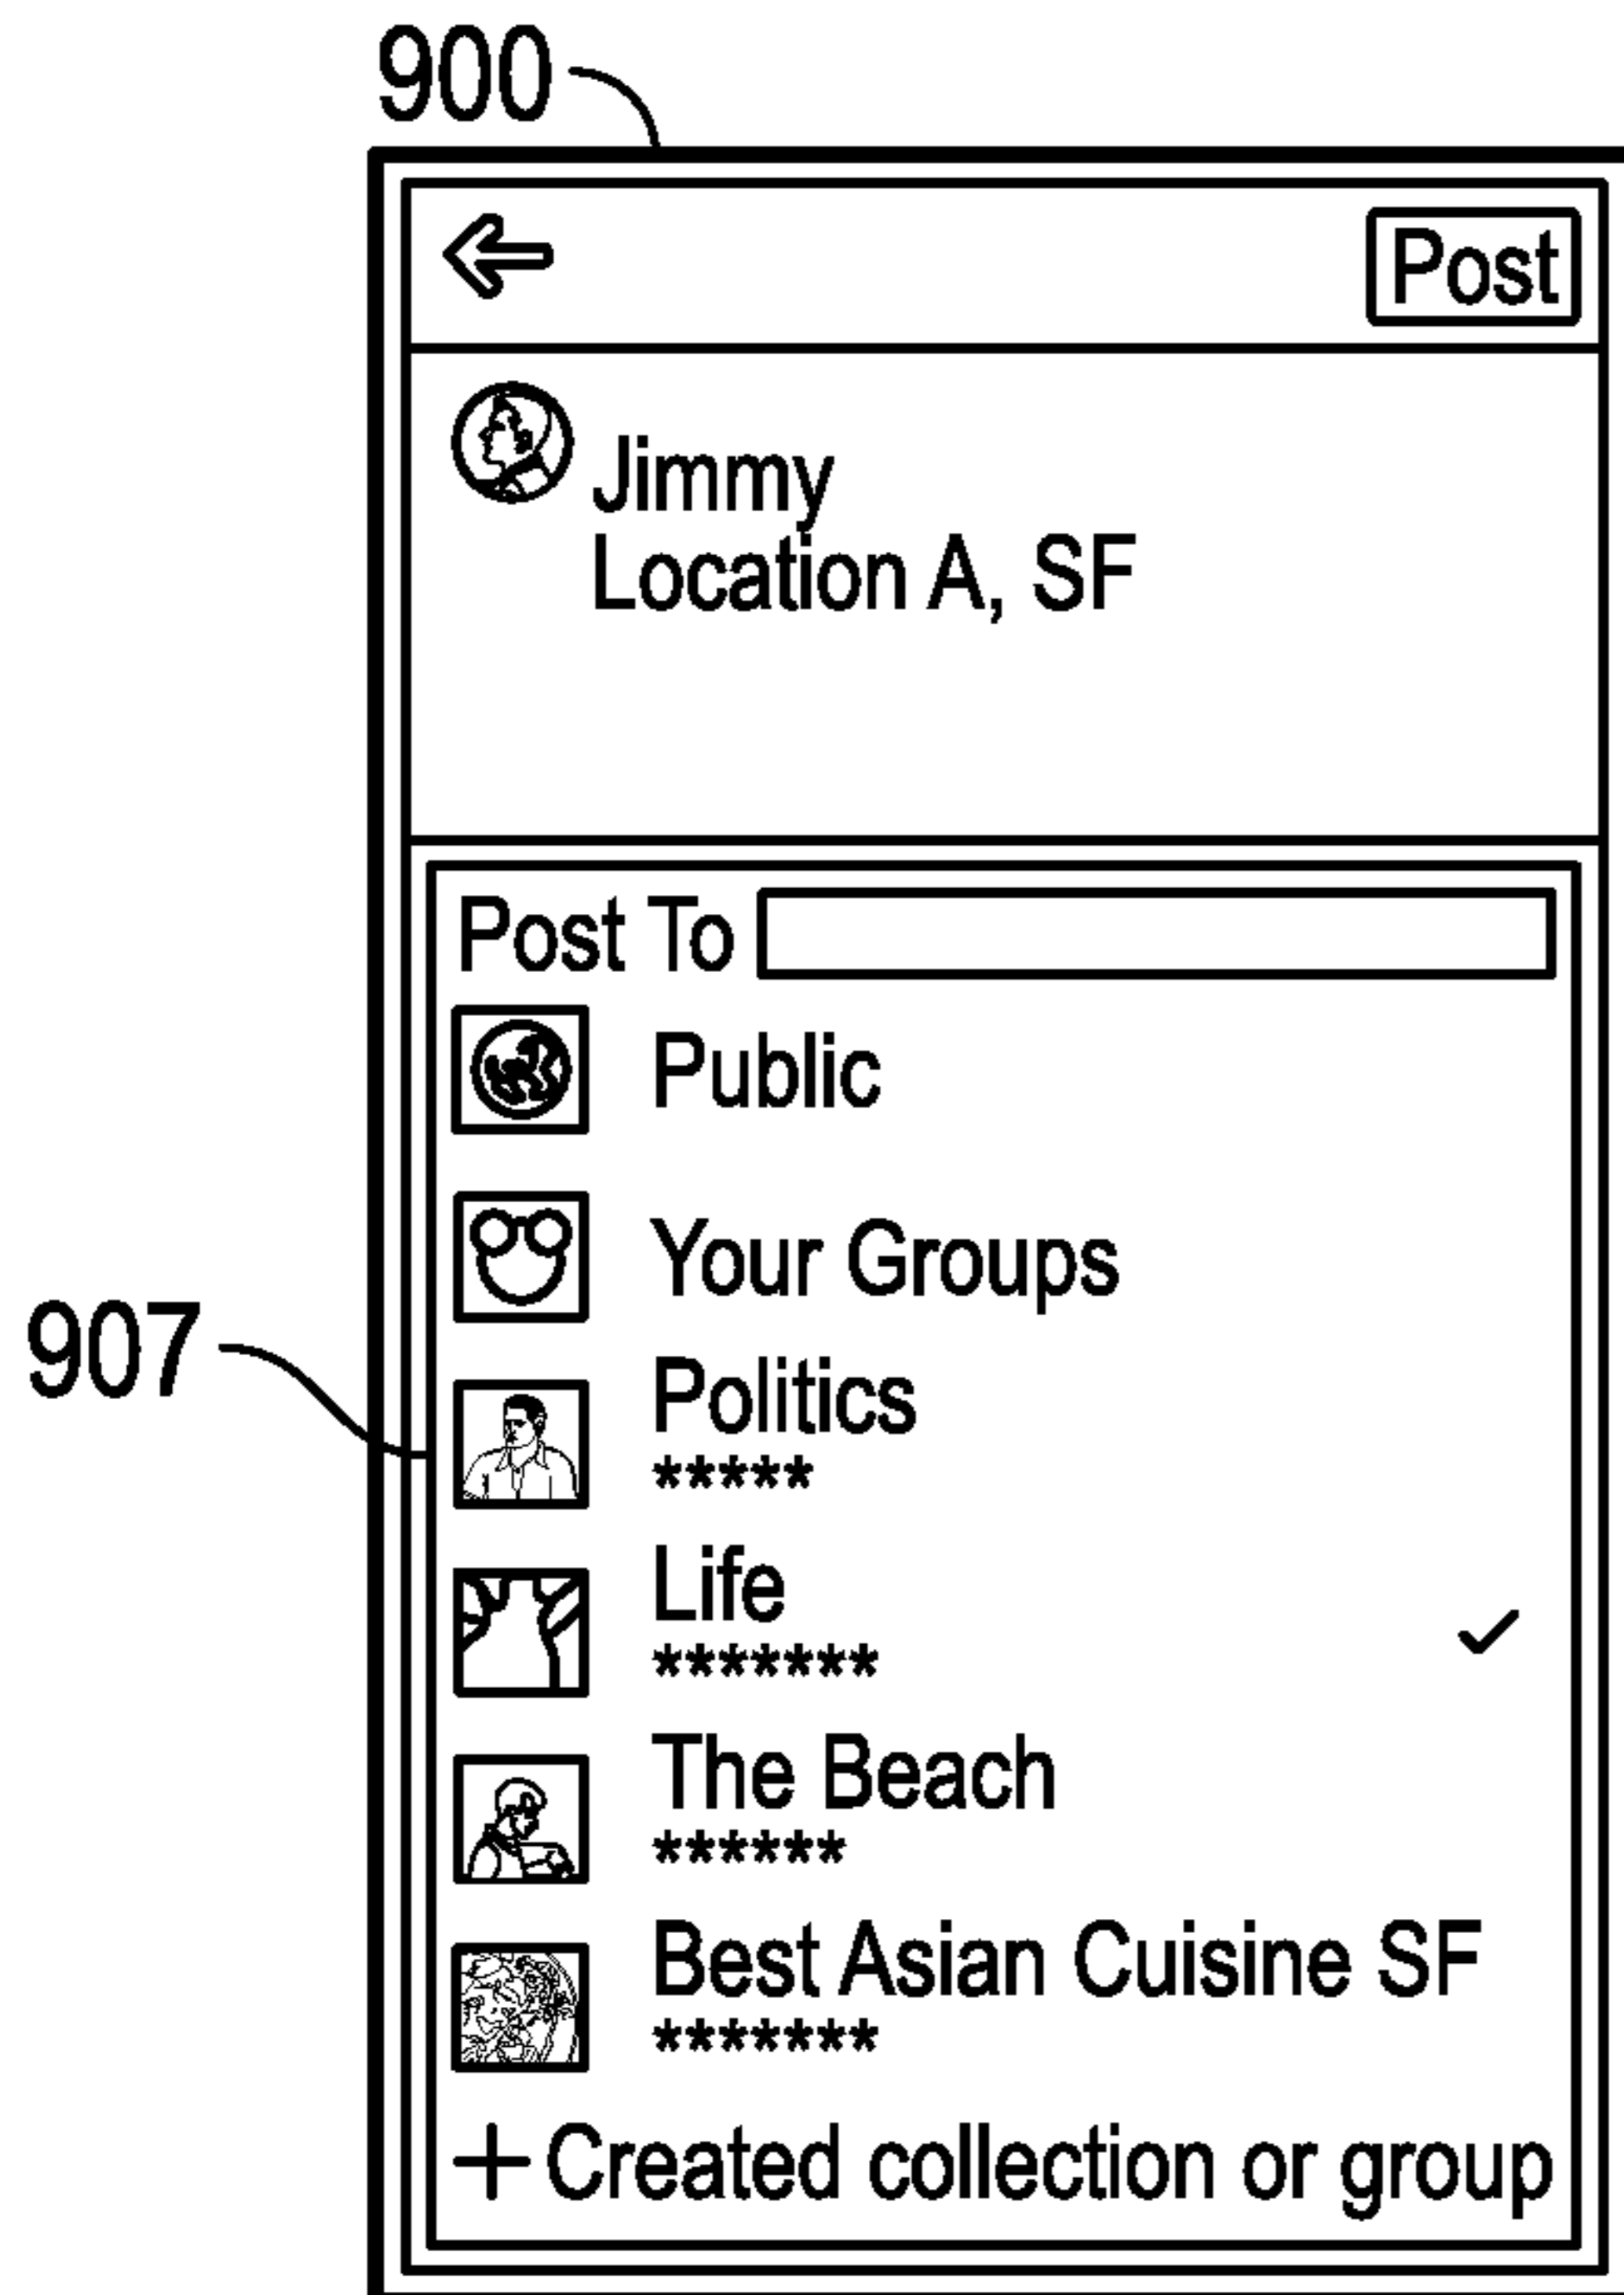 900
Post
Jimmy
Location A, SF
Post To
Public
Your Groups
907
Politics
*****
Life
*******
The Beach
******
Best Asian Cuisine SF
*******
+Created collection or group